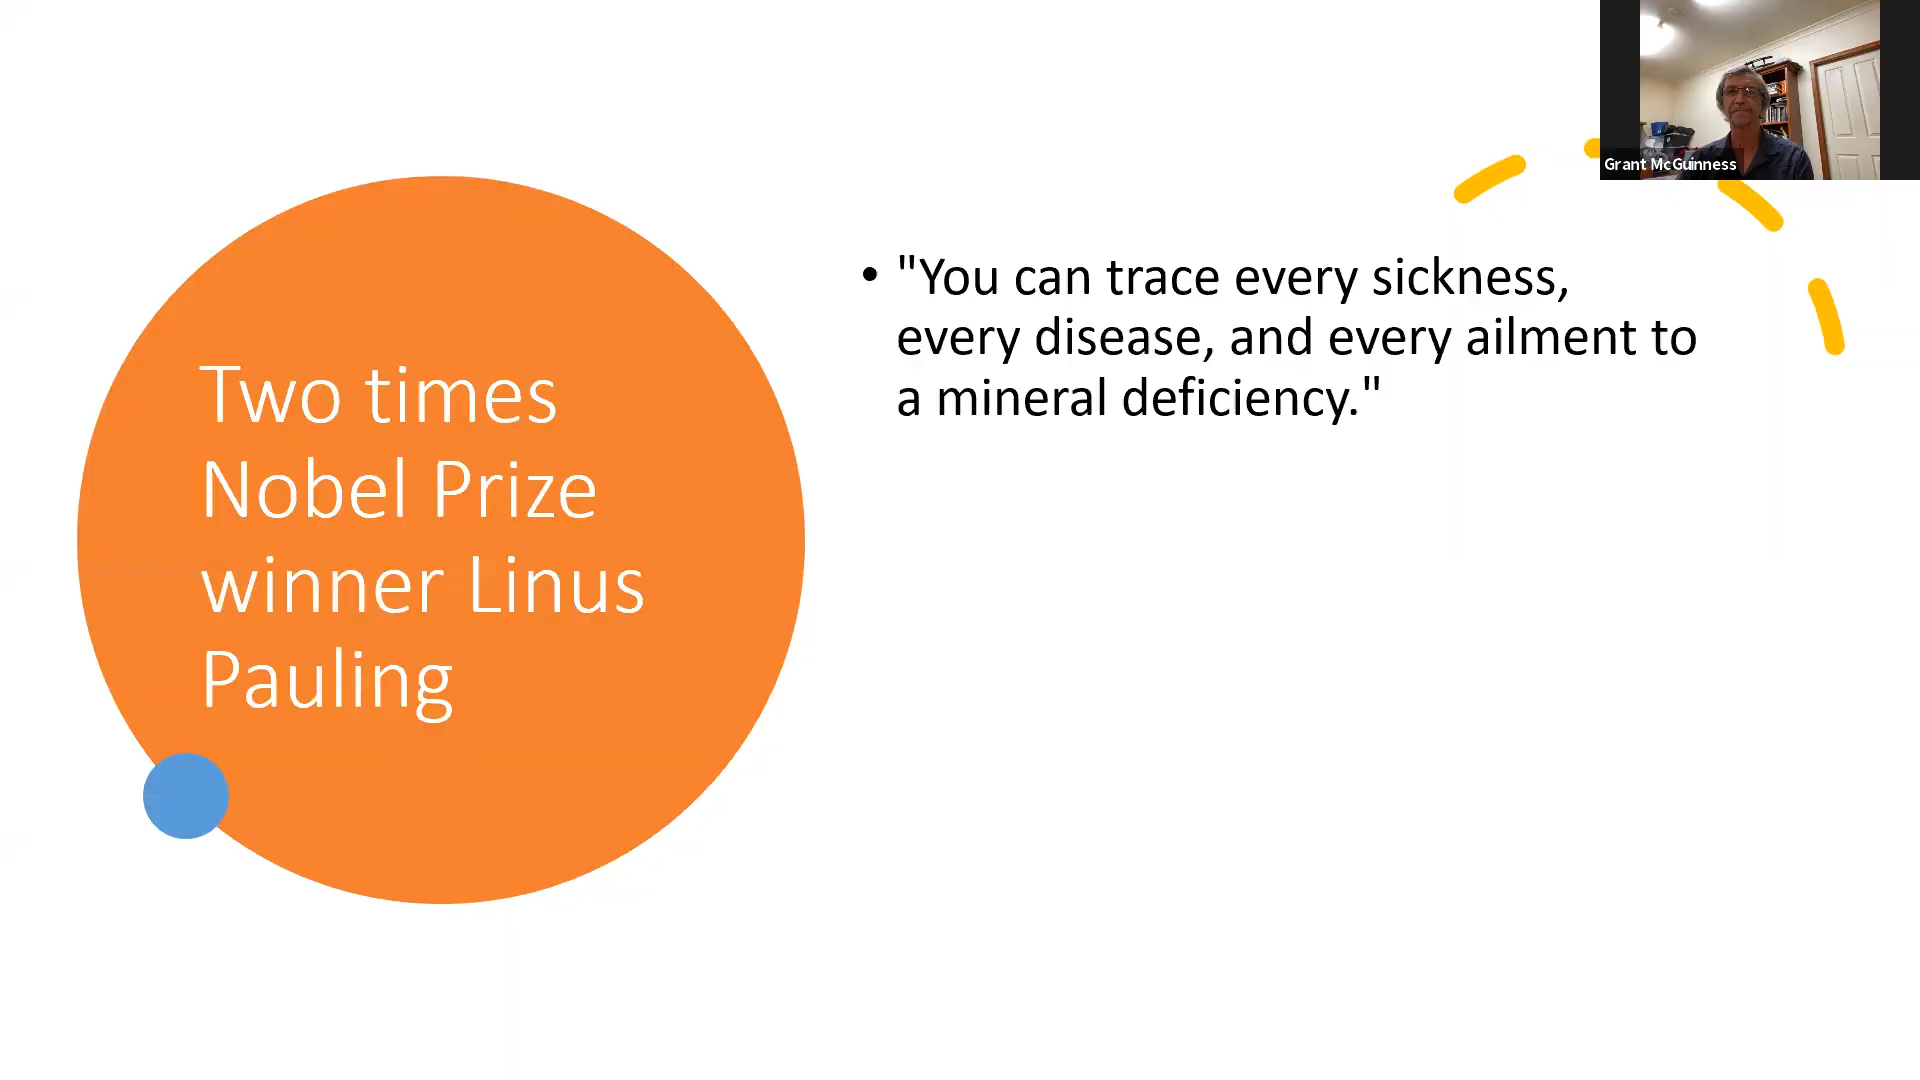 Two times
Nobel Prize
winner Linus
Pauling
• "You can trace every sickness,
every disease, and every ailment to
a mineral deficiency."
Grant McGuinness